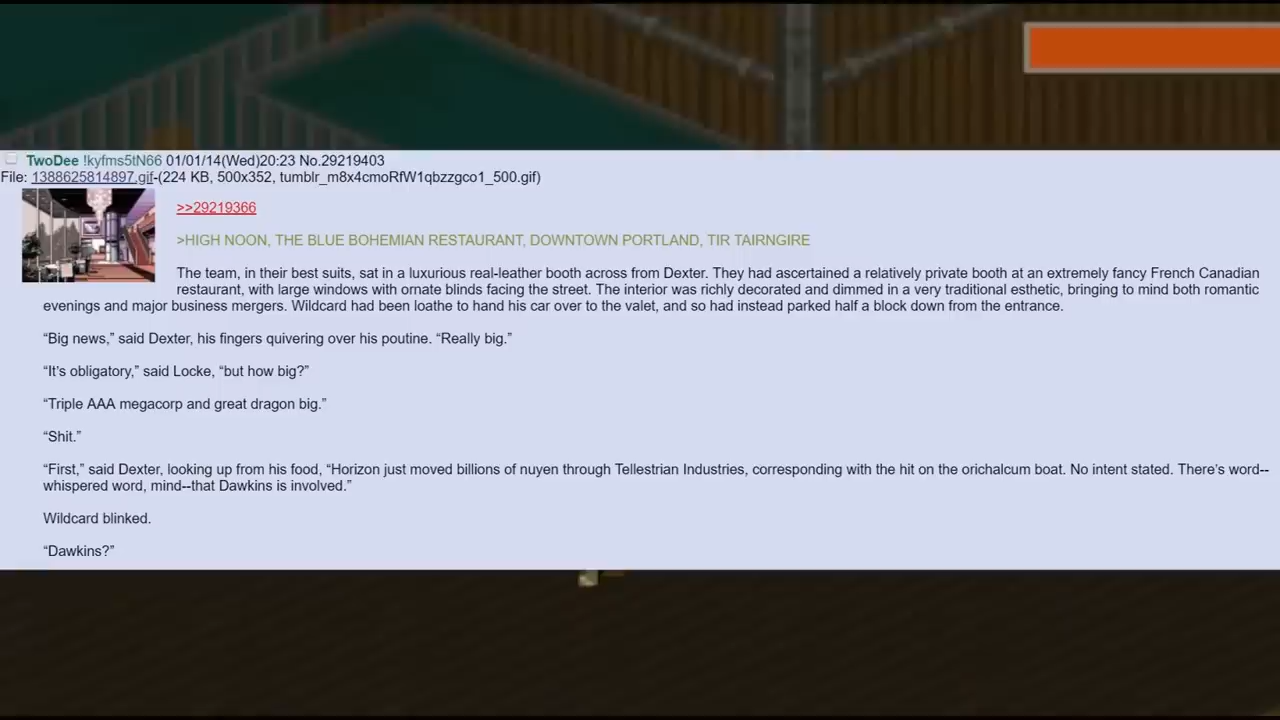 TwoDee !kyfms5tN66 01/01/14(Wed)20:23 No.29219403
File: 1388625814897.gif-(224 KB, 500x352, tumblr_m8x4cmoRfW1qbzzgco1_500.gif)
>>29219366
>HIGH NOON, THE BLUE BOHEMIAN RESTAURANT, DOWNTOWN PORTLAND, TIR TAIRNGIRE
The team, in their best suits, sat in a luxurious real-leather booth across from Dexter. They had ascertained a relatively private booth at an extremely fancy French Canadian
restaurant, with large windows with ornate blinds facing the street. The interior was richly decorated and dimmed in a very traditional esthetic, bringing to mind both romantic
evenings and major business mergers. Wildcard had been loathe to hand his car over to the valet, and so had instead parked half a block down from the entrance.
“Big news,” said Dexter, his fingers quivering over his poutine. “Really big.”
“It’s obligatory,” said Locke, “but how big?”
“Triple AAA megacorp and great dragon big.”
“Shit.”
“First,” said Dexter, looking up from his food, “Horizon just moved billions of nuyen through Tellestrian Industries, corresponding with the hit on the orichalcum boat. No intent stated. There’s word--
whispered word, mind--that Dawkins is involved.”
Wildcard blinked.
“Dawkins?”